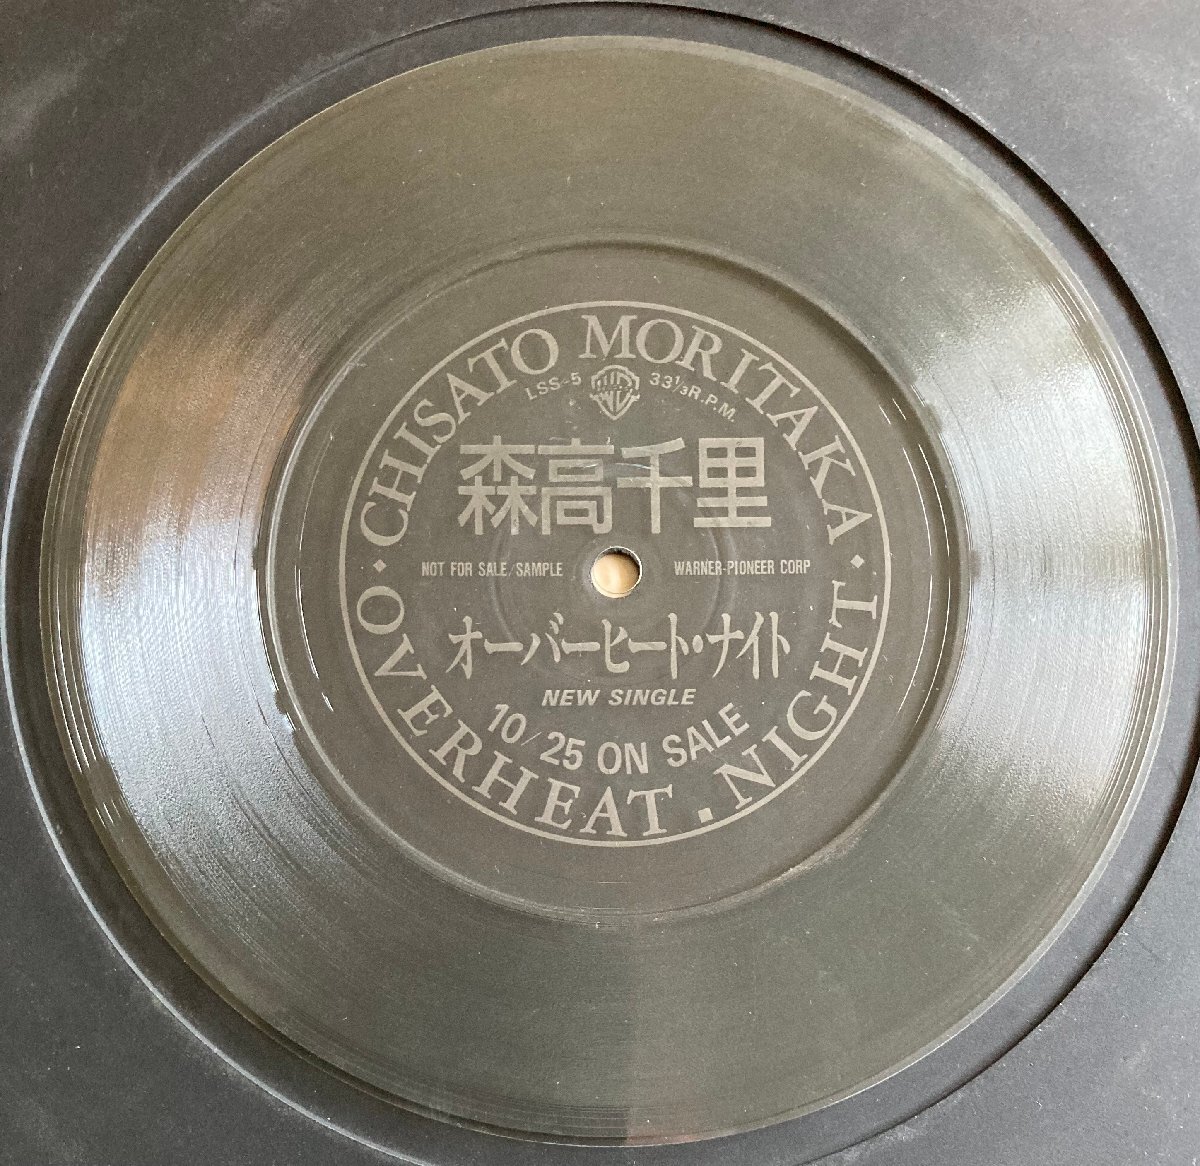 CHISATO MORITAKA
LSS-5 33⅓R.P.M.
森高千里
NOT FOR SALE/SAMPLE WARNER-PIONEER CORP
オーバーヒート・ナイト
NEW SINGLE
10/25 ON SALE
OVERHEAT. NIGHT